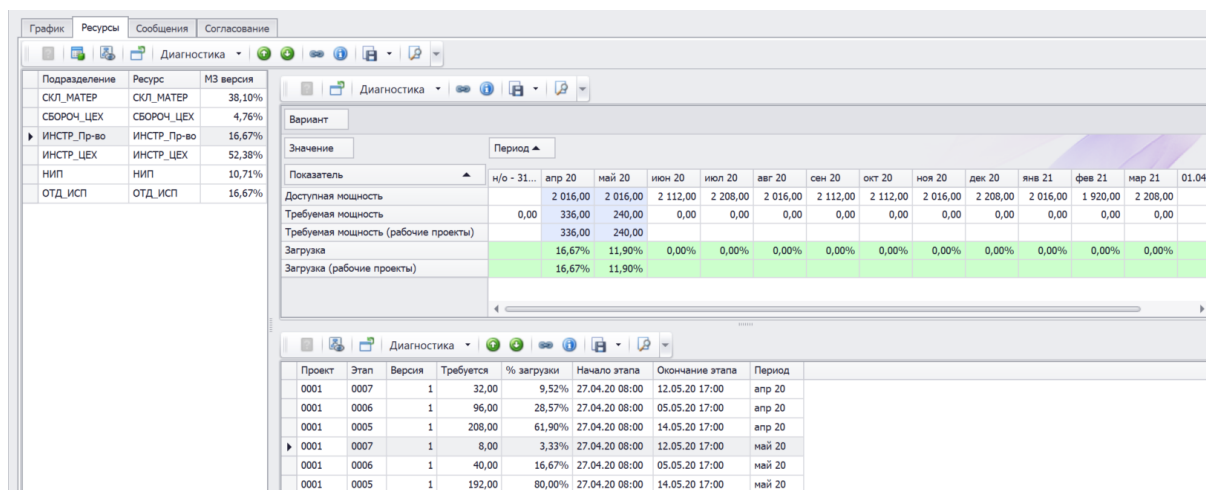 График Ресурсы Сообщения Согласование
Диагностика
Подразделение Ресурс МЗ версия
СКЛ_МАТЕР СКЛ_МАТЕР 38,10%
СБОРОЧ_ЦЕХ СБОРОЧ_ЦЕХ 4,76%
ИНСТР_Пр-во ИНСТР_Пр-во 16,67%
ИНСТР_ЦЕХ ИНСТР_ЦЕХ 52,38%
НИП НИП 10,71%
ОТД_ИСП ОТД_ИСП 16,67%
Диагностика
Вариант
Значение Период
Показатель н/о - 31... апр 20 май 20 июн 20 июл 20 авг 20 сен 20 окт 20 ноя 20 дек 20 янв 21 фев 21 мар 21 01.04
Доступная мощность 2 016,00 2 016,00 2 112,00 2 208,00 2 016,00 2 112,00 2 112,00 2 016,00 2 208,00 2 016,00 1 920,00 2 208,00
Требуемая мощность 0,00 336,00 240,00 0,00 0,00 0,00 0,00 0,00 0,00 0,00 0,00 0,00 0,00
Требуемая мощность (рабочие проекты) 336,00 240,00
Загрузка 16,67% 11,90% 0,00% 0,00% 0,00% 0,00% 0,00% 0,00% 0,00% 0,00% 0,00% 0,00%
Загрузка (рабочие проекты) 16,67% 11,90%
Диагностика
Проект Этап Версия Требуется % загрузки Начало этапа Окончание этапа Период
0001 0007 1 32,00 9,52% 27.04.20 08:00 12.05.20 17:00 апр 20
0001 0006 1 96,00 28,57% 27.04.20 08:00 05.05.20 17:00 апр 20
0001 0005 1 208,00 61,90% 27.04.20 08:00 14.05.20 17:00 апр 20
0001 0007 1 8,00 3,33% 27.04.20 08:00 12.05.20 17:00 май 20
0001 0006 1 40,00 16,67% 27.04.20 08:00 05.05.20 17:00 май 20
0001 0005 1 192,00 80,00% 27.04.20 08:00 14.05.20 17:00 май 20